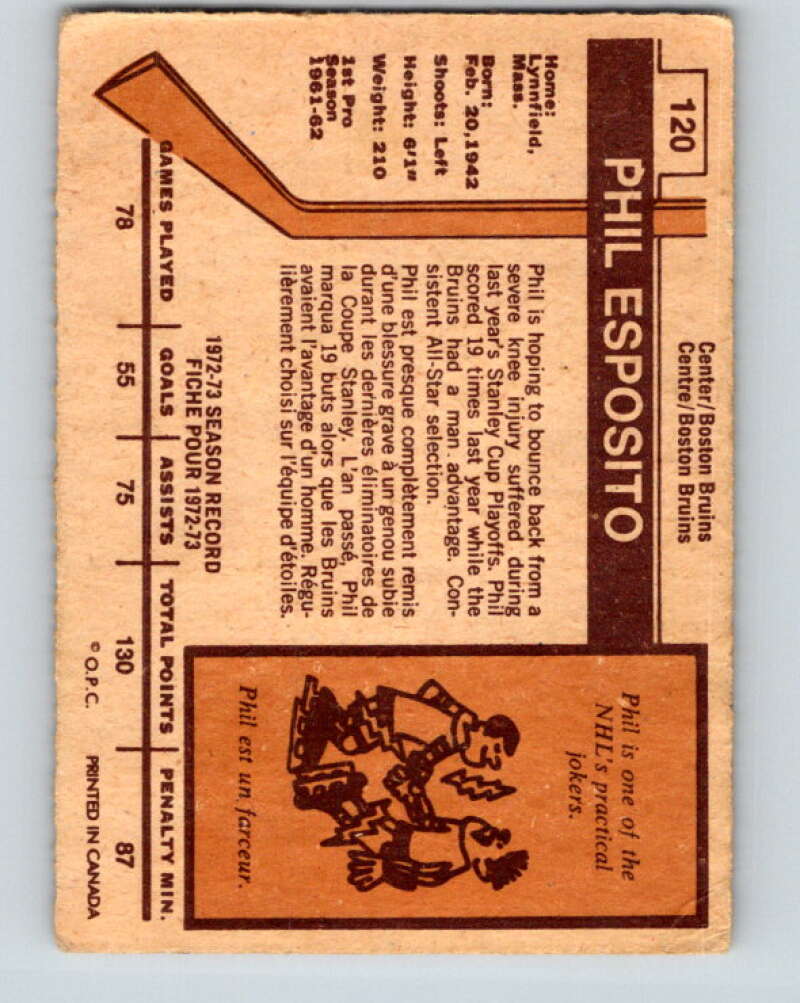 120
Center/Boston Bruins
Centre/Boston Bruins
PHIL ESPOSITO
Home:
Lynnfield,
Mass.
Born:
Feb. 20,1942
Shoots: Left
Height: 6'1"
Weight: 210
1st Pro
Season
1961-62
Phil is hoping to bounce back from a
severe knee injury suffered during
last year's Stanley Cup Playoffs. Phil
scored 19 times last year while the
Bruins had a man advantage. Con-
sistent All-Star selection.
Phil est presque complètement remis
d'une blessure grave à un genou subie
durant les dernières éliminatoires de
la Coupe Stanley. L'an passé, Phil
marqua 19 buts alors que les Bruins
avaient l'avantage d'un homme. Régu-
lièrement choisi sur l'équipe d'étoiles.
Phil is one of the
NHL's practical
jokers.
Phil est un farceur.
1972-73 SEASON RECORD
FICHE POUR 1972-73
GAMES PLAYED GOALS ASSISTS TOTAL POINTS PENALTY MIN.
78 55 75 130 87
© O.P.C. PRINTED IN CANADA